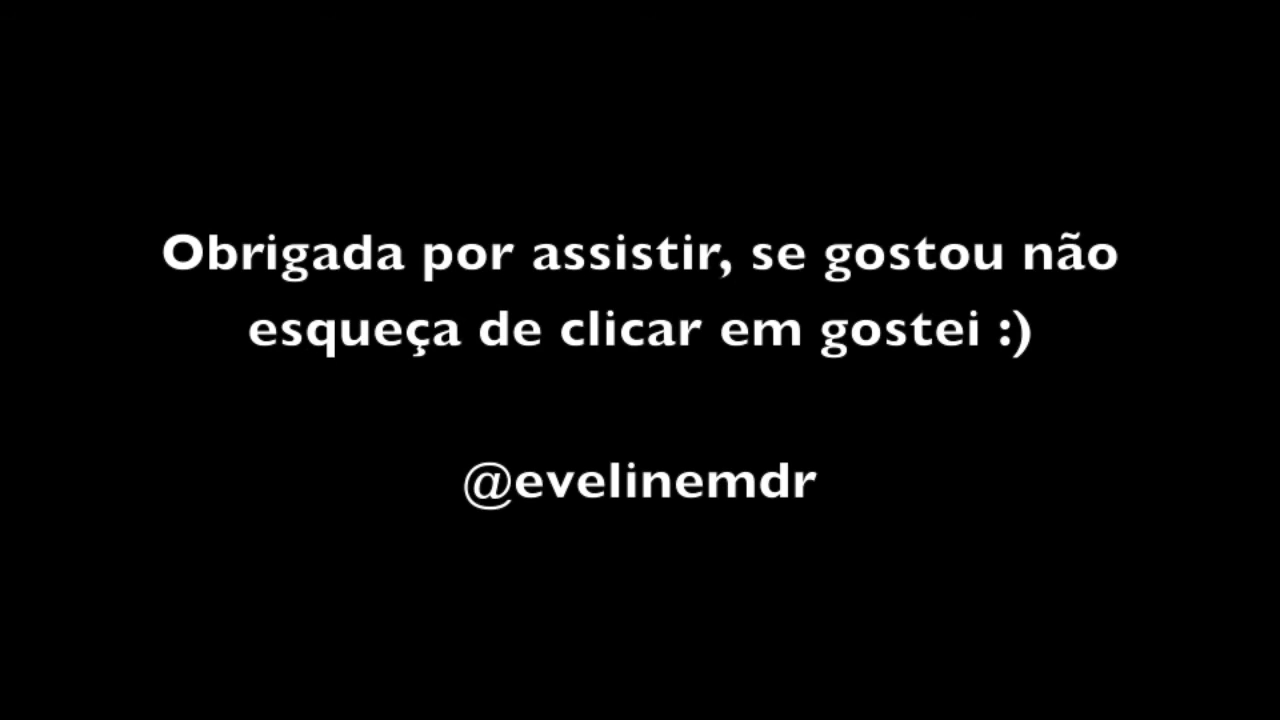 Obrigada por assistir, se gostou não
esqueça de clicar em gostei :)
@evelinemdr